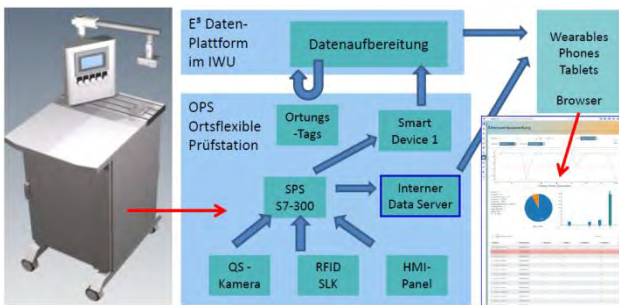 E³ Daten-
Plattform
im IWU
Datenaufbereitung
Wearables
Phones
Tablets
Browser
OPS
Ortsflexible
Prüfstation
Ortungs
-Tags
Smart
Device 1
SPS
S7-300
Interner
Data Server
QS -
Kamera
RFID
SLK
HMI-
Panel